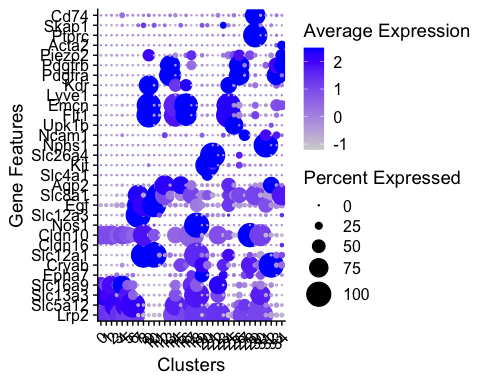 Cd74
Skap1
Ptprc
Acta2
Piezo2
Pdgfrb
Pdgfra
Kdr
Lyve1
Emcn
Flt1
Upk1b
Ncam1
Nphs1
Slc26a4
Kit
Slc4a1
Aqp2
Slc8a1
Egf
Slc12a3
Nos1
Cldn10
Cldn16
Slc12a1
Cryab
Epha7
Slc16a9
Slc13a3
Slc5a12
Lrp2
Gene Features
Clusters
Average Expression
2
1
0
-1
Percent Expressed
0
25
50
75
100